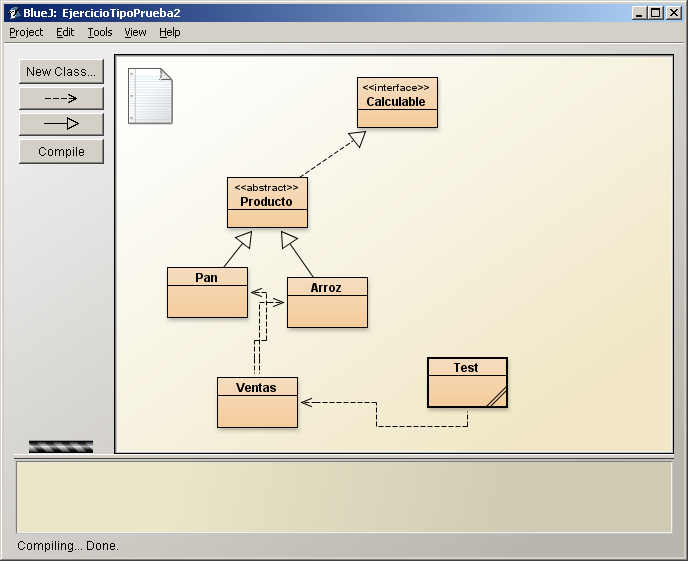 BlueJ: EjercicioTipoPrueba2
Project Edit Tools View Help
New Class...
Compile
<<interface>>
Calculable
<<abstract>>
Producto
Pan
Arroz
Ventas
Test
Compiling... Done.